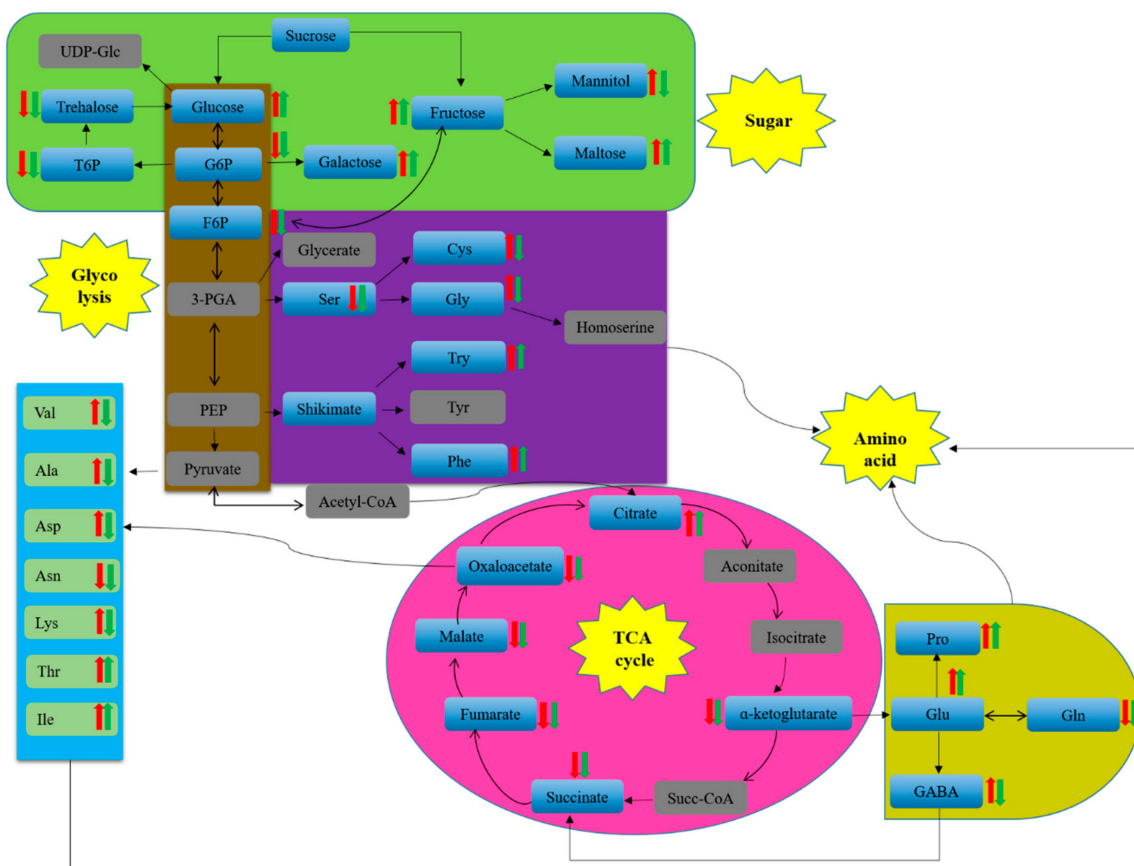 Sucrose
UDP-Glc
Mannitol
Trehalose
Glucose
Fructose
Sugar
T6P
G6P
Galactose
Maltose
F6P
Glycerate
Cys
Glyco
lysis
3-PGA
Ser
Gly
Homoserine
Try
PEP
Shikimate
Tyr
Phe
Pyruvate
Acetyl-CoA
Amino
acid
Val
Ala
Asp
Asn
Lys
Thr
Ile
Citrate
Oxaloacetate
Aconitate
Malate
TCA
cycle
Isocitrate
Fumarate
α-ketoglutarate
Succinate
Succ-CoA
Pro
Glu
Gln
GABA